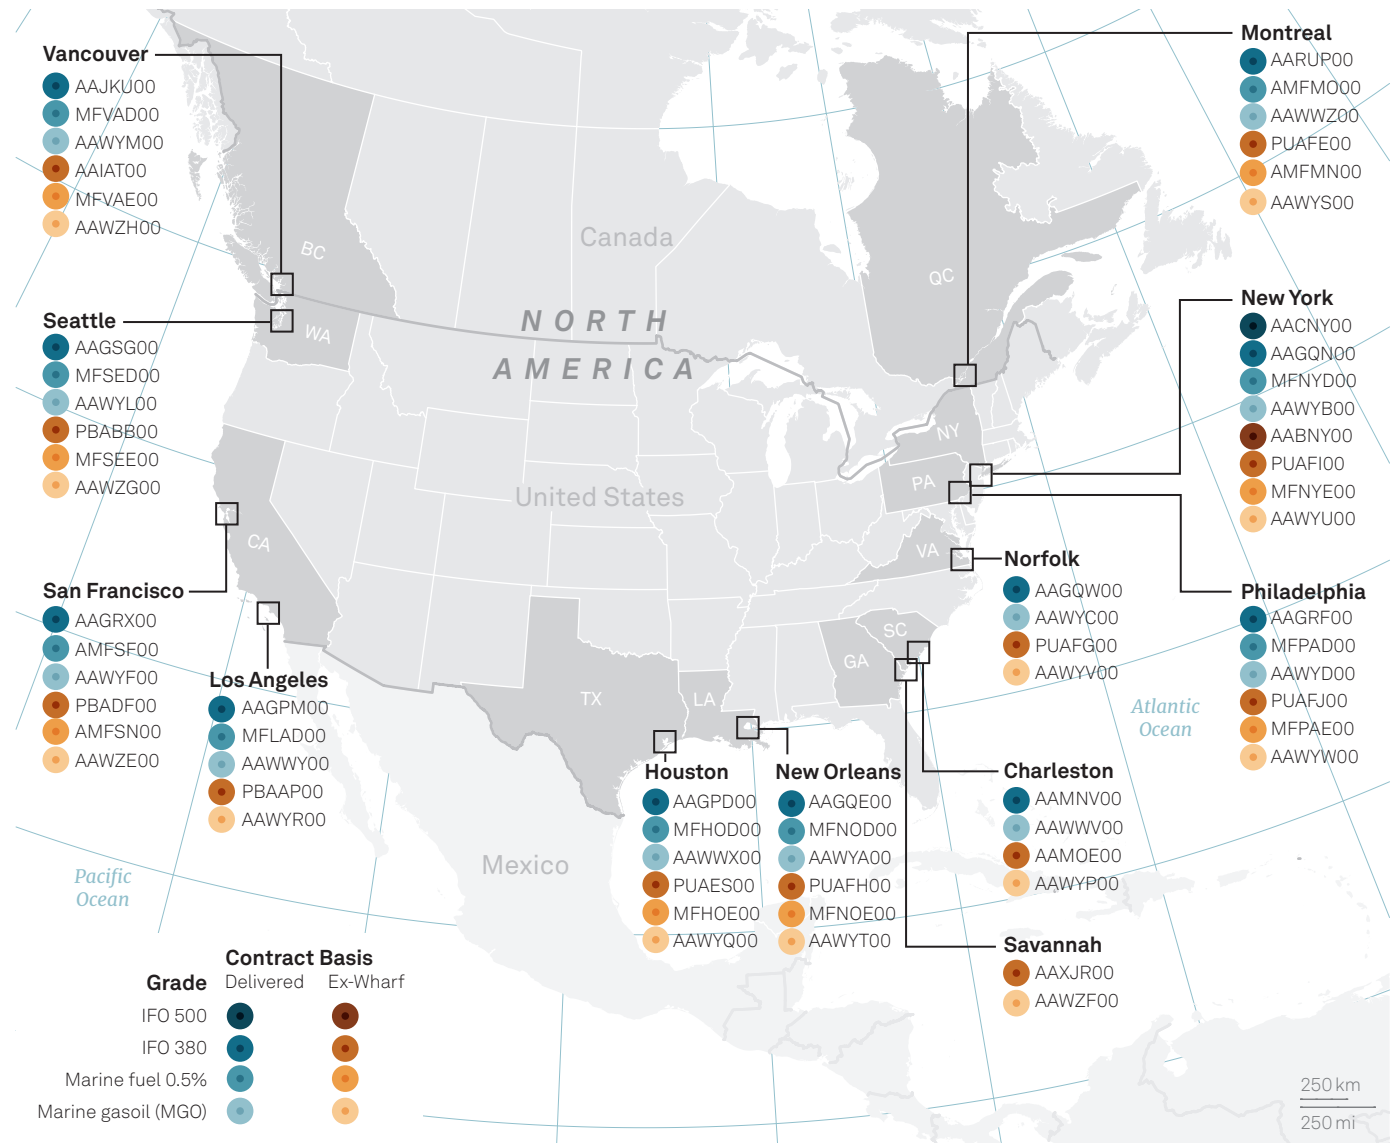 Vancouver
AAJKU00
MFVAD00
AAWYM00
AAIAT00
MFVAE00
AAWZH00
Seattle
AAGSG00
MFSED00
AAWYL00
PBABB00
MFSEE00
AAWZG00
San Francisco
AAGRX00
AMFSF00
AAWYF00
PBADF00
AMFSN00
AAWZE00
Los Angeles
AAGPM00
MFLAD00
AAWWY00
PBAAP00
AAWYR00
Houston
AAGPD00
MFHOD00
AAWWX00
PUAES00
MFHOE00
AAWYQ00
New Orleans
AAGQE00
MFNOD00
AAWYA00
PUAFH00
MFNOE00
AAWYT00
Montreal
AARUP00
AMFMO00
AAWWZ00
PUAFE00
AMFMN00
AAWYS00
New York
AACNY00
AAGQN00
MFNYD00
AAWYB00
AABNY00
PUAFI00
MFNYE00
AAWYU00
Norfolk
AAGQW00
AAWYC00
PUAFG00
AAWYV00
Philadelphia
AAGRF00
MFPAD00
AAWYD00
PUAFJ00
MFPAE00
AAWYW00
Charleston
AAMNV00
AAWWV00
AAMOE00
AAWYP00
Savannah
AAXJR00
AAWZF00
Canada
NORTH
AMERICA
United States
Mexico
BC
WA
CA
TX
LA
GA
SC
VA
PA
NY
QC
Pacific
Ocean
Atlantic
Ocean
Contract Basis
Grade Delivered Ex-Wharf
IFO 500
IFO 380
Marine fuel 0.5%
Marine gasoil (MGO)
250 km
250 mi